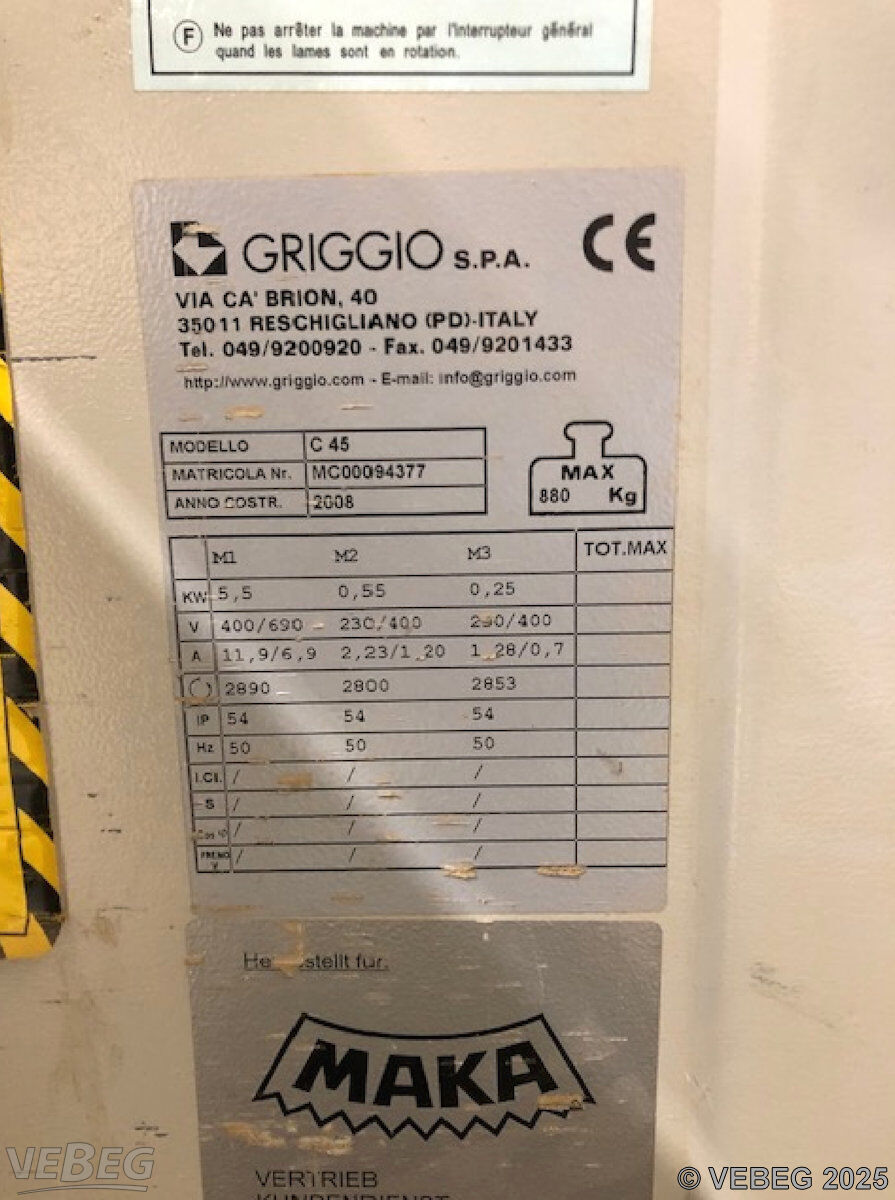 F Ne pas arrêter la machine par l'interrupteur général
quand les lames sont en rotation.
GRIGGIO S.P.A. CE
VIA CA' BRION, 40
35011 RESCHIGLIANO (PD)-ITALY
Tel. 049/9200920 - Fax. 049/9201433
http://www.griggio.com - E-mail: info@griggio.com
MODELLO C 45
MATRICOLA Nr. MC00094377
ANNO COSTR. 2008
MAX
880 Kg
M1 M2 M3 TOT.MAX
KW 5,5 0,55 0,25
V 400/690 230/400 230/400
A 11,9/6,9 2,23/1,20 1,28/0,7
2890 2800 2853
IP 54 54 54
Hz 50 50 50
I.Cl. / / /
S / / /
Cos φ / / /
FRENO V / / /
für:
MAKA
VERTRIEB
KUNDENDIENST
VEBEG
© VEBEG 2025